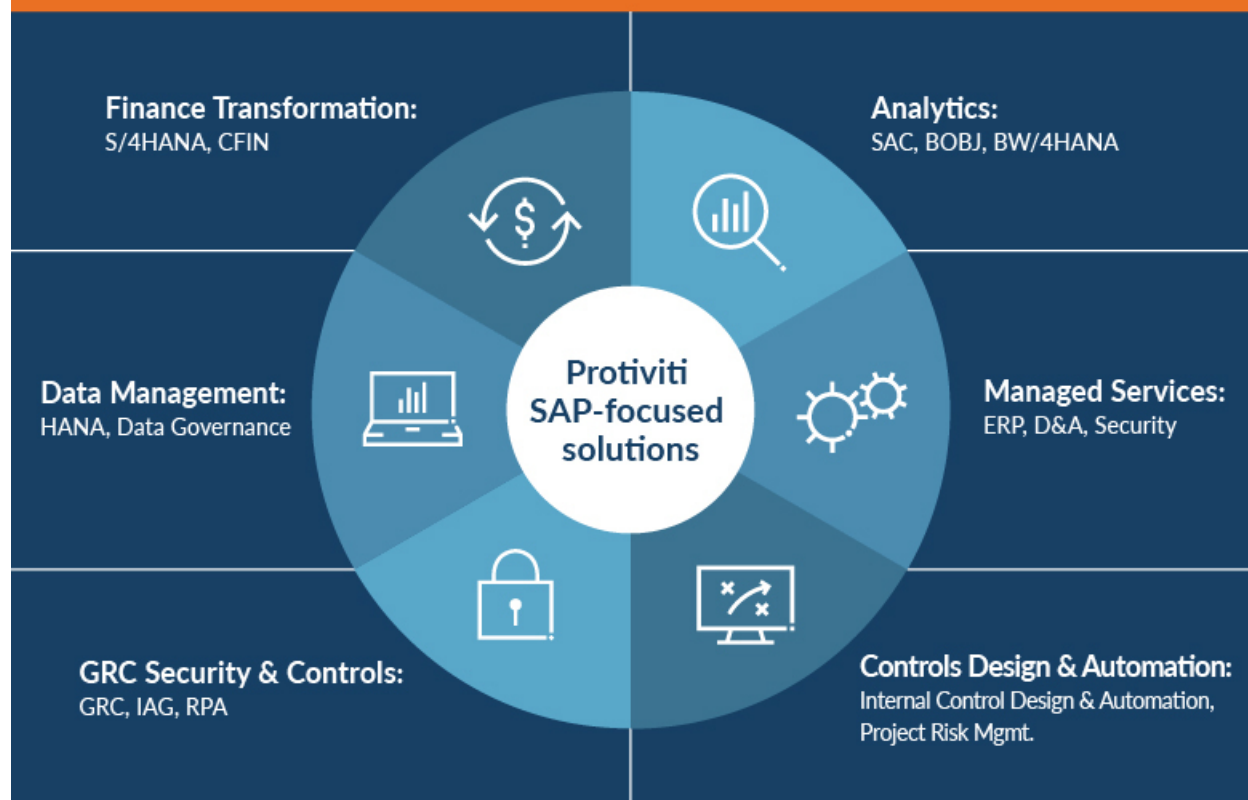 Finance Transformation:
S/4HANA, CFIN
Analytics:
SAC, BOBJ, BW/4HANA
Data Management:
HANA, Data Governance
Protiviti
SAP-focused
solutions
Managed Services:
ERP, D&A, Security
GRC Security & Controls:
GRC, IAG, RPA
Controls Design & Automation:
Internal Control Design & Automation,
Project Risk Mgmt.